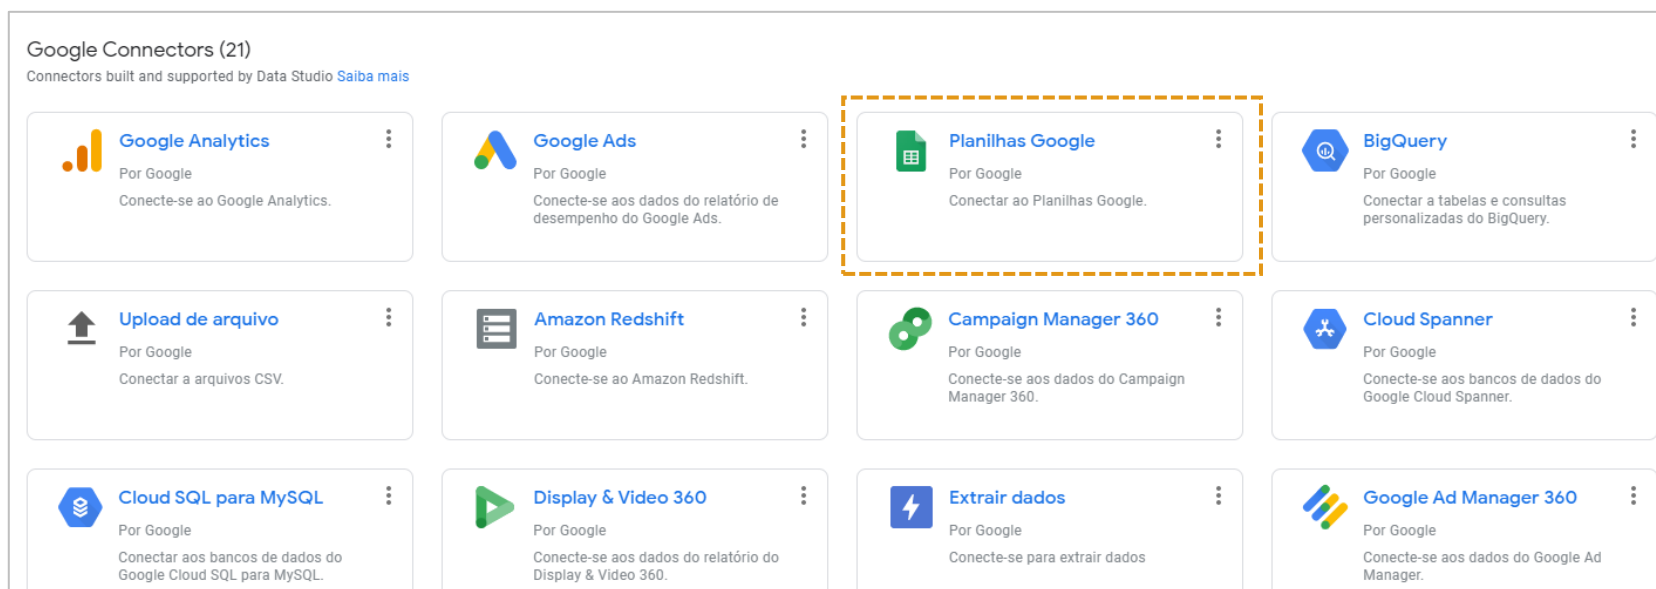 Google Connectors (21)
Connectors built and supported by Data Studio Saiba mais
Google Analytics
Por Google
Conecte-se ao Google Analytics.
Google Ads
Por Google
Conecte-se aos dados do relatório de
desempenho do Google Ads.
Planilhas Google
Por Google
Conectar ao Planilhas Google.
BigQuery
Por Google
Conectar a tabelas e consultas
personalizadas do BigQuery.
Upload de arquivo
Por Google
Conectar a arquivos CSV.
Amazon Redshift
Por Google
Conecte-se ao Amazon Redshift.
Campaign Manager 360
Por Google
Conecte-se aos dados do Campaign
Manager 360.
Cloud Spanner
Por Google
Conecte-se aos bancos de dados do
Google Cloud Spanner.
Cloud SQL para MySQL
Por Google
Conectar aos bancos de dados do
Google Cloud SQL para MySQL.
Display & Video 360
Por Google
Conecte-se aos dados do relatório do
Display & Video 360.
Extrair dados
Por Google
Conecte-se para extrair dados
Google Ad Manager 360
Por Google
Conecte-se aos dados do Google Ad
Manager.